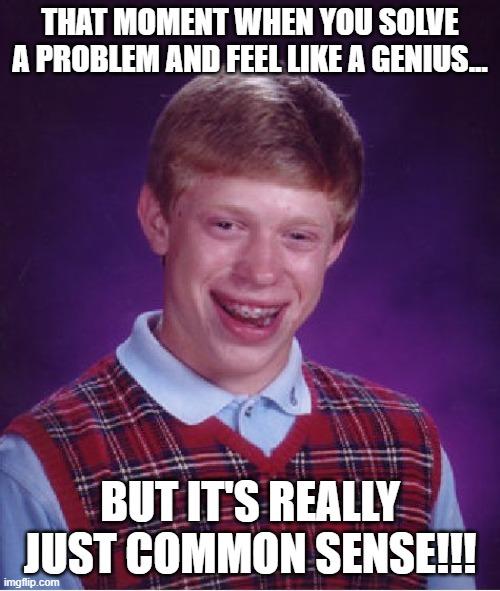 THAT MOMENT WHEN YOU SOLVE
A PROBLEM AND FEEL LIKE A GENIUS...
BUT IT'S REALLY
JUST COMMON SENSE!!!
imgflip.com